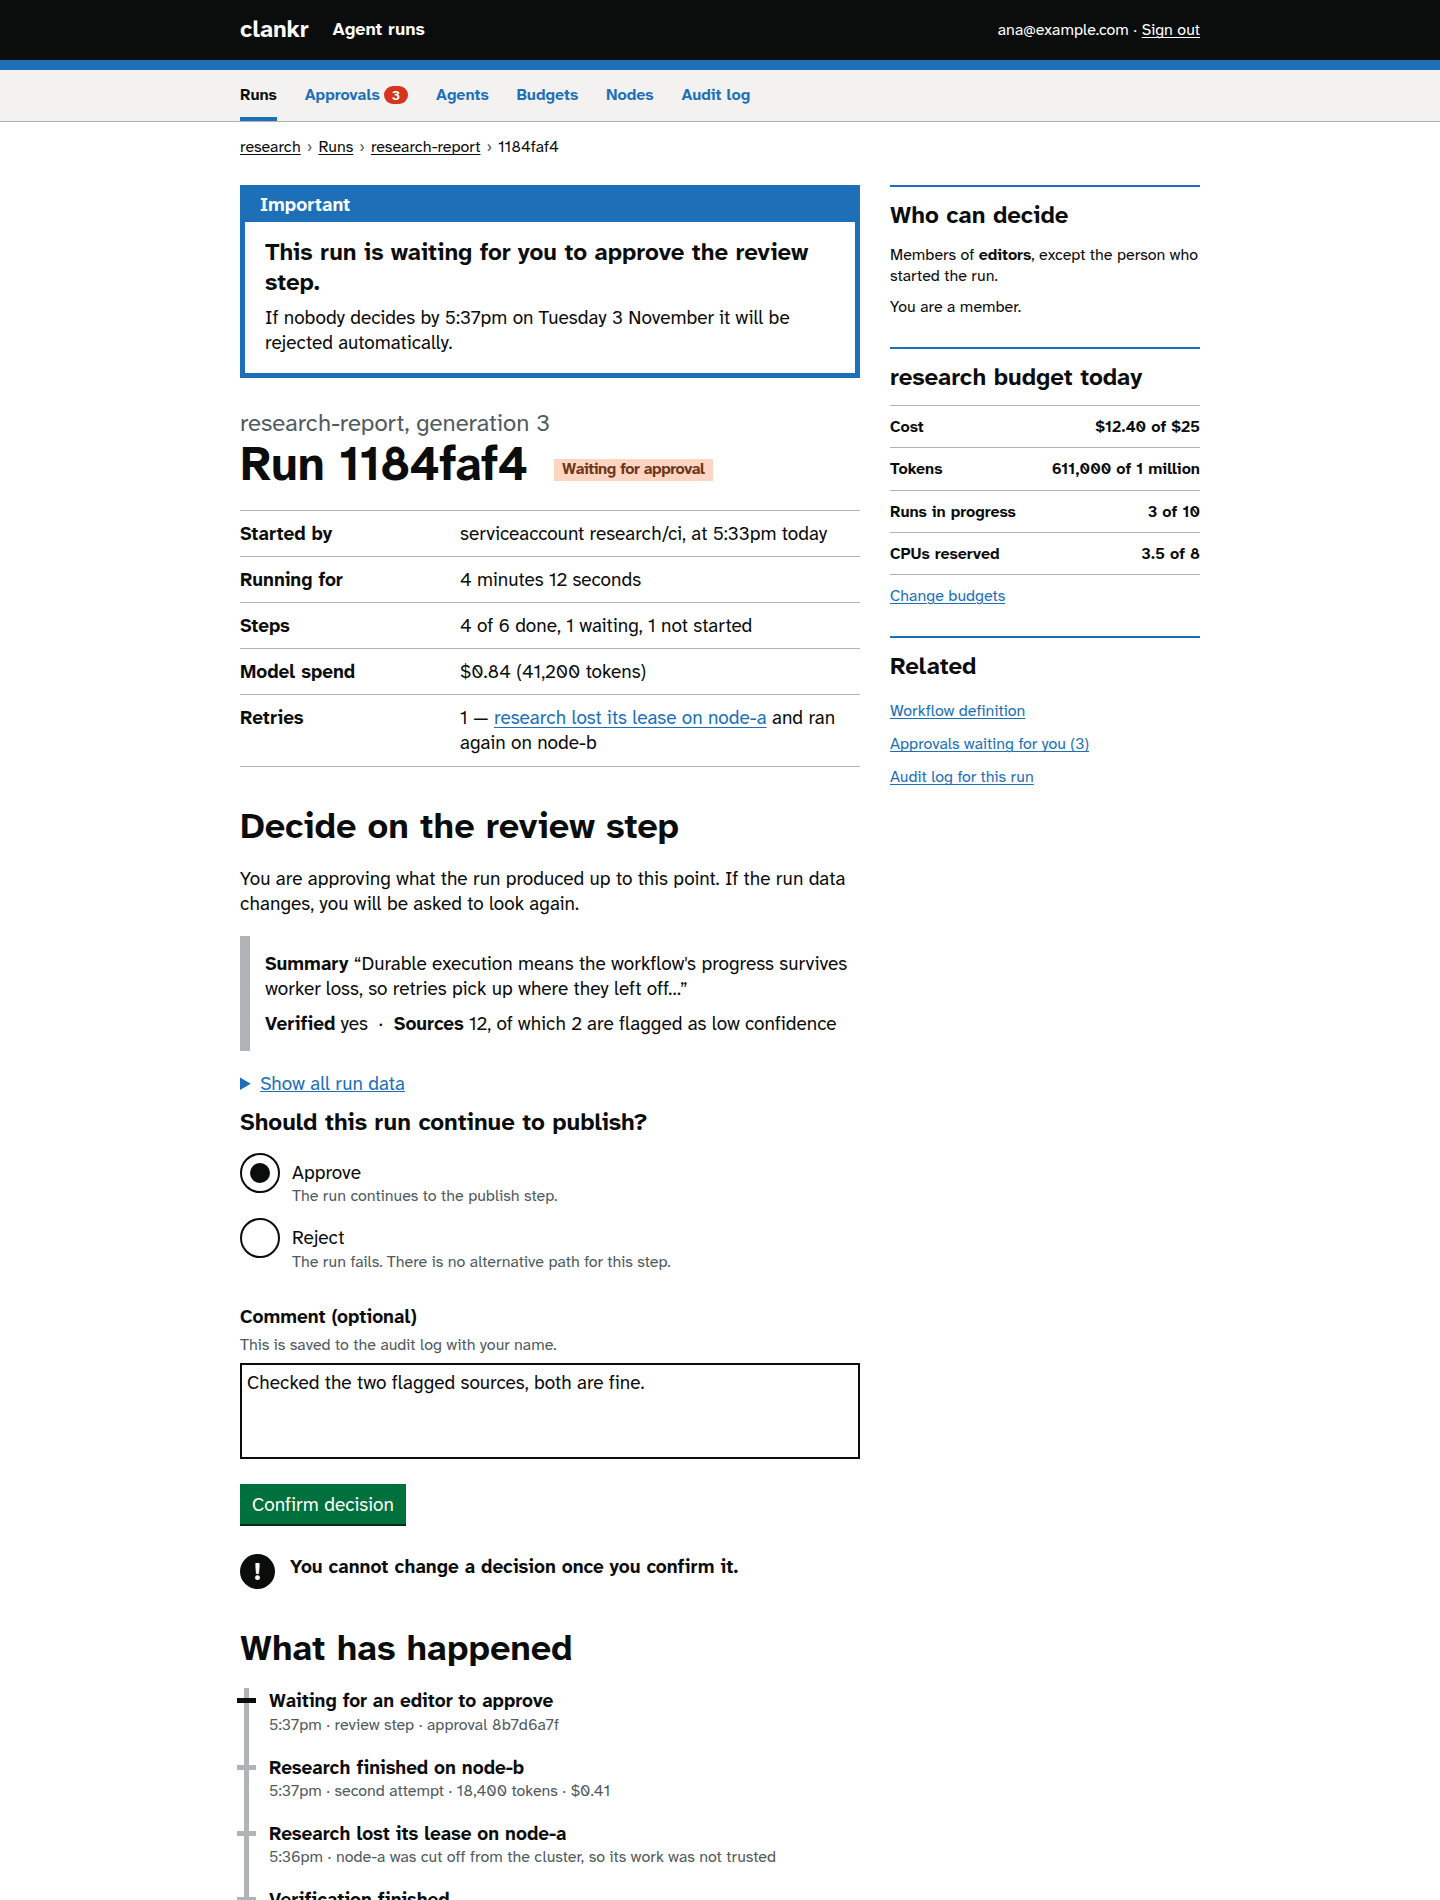 clankr Agent runs ana@example.com · Sign out
Runs Approvals 3 Agents Budgets Nodes Audit log
research › Runs › research-report › 1184faf4
Important
This run is waiting for you to approve the review
step.
If nobody decides by 5:37pm on Tuesday 3 November it will be
rejected automatically.
research-report, generation 3
Run 1184faf4 Waiting for approval
Started by serviceaccount research/ci, at 5:33pm today
Running for 4 minutes 12 seconds
Steps 4 of 6 done, 1 waiting, 1 not started
Model spend $0.84 (41,200 tokens)
Retries 1 — research lost its lease on node-a and ran
again on node-b
Decide on the review step
You are approving what the run produced up to this point. If the run data
changes, you will be asked to look again.
Summary “Durable execution means the workflow's progress survives
worker loss, so retries pick up where they left off...”
Verified yes · Sources 12, of which 2 are flagged as low confidence
Show all run data
Should this run continue to publish?
Approve
The run continues to the publish step.
Reject
The run fails. There is no alternative path for this step.
Comment (optional)
This is saved to the audit log with your name.
Checked the two flagged sources, both are fine.
Confirm decision
! You cannot change a decision once you confirm it.
What has happened
Waiting for an editor to approve
5:37pm · review step · approval 8b7d6a7f
Research finished on node-b
5:37pm · second attempt · 18,400 tokens · $0.41
Research lost its lease on node-a
5:36pm · node-a was cut off from the cluster, so its work was not trusted
Verification finished
Who can decide
Members of editors, except the person who
started the run.
You are a member.
research budget today
Cost $12.40 of $25
Tokens 611,000 of 1 million
Runs in progress 3 of 10
CPUs reserved 3.5 of 8
Change budgets
Related
Workflow definition
Approvals waiting for you (3)
Audit log for this run